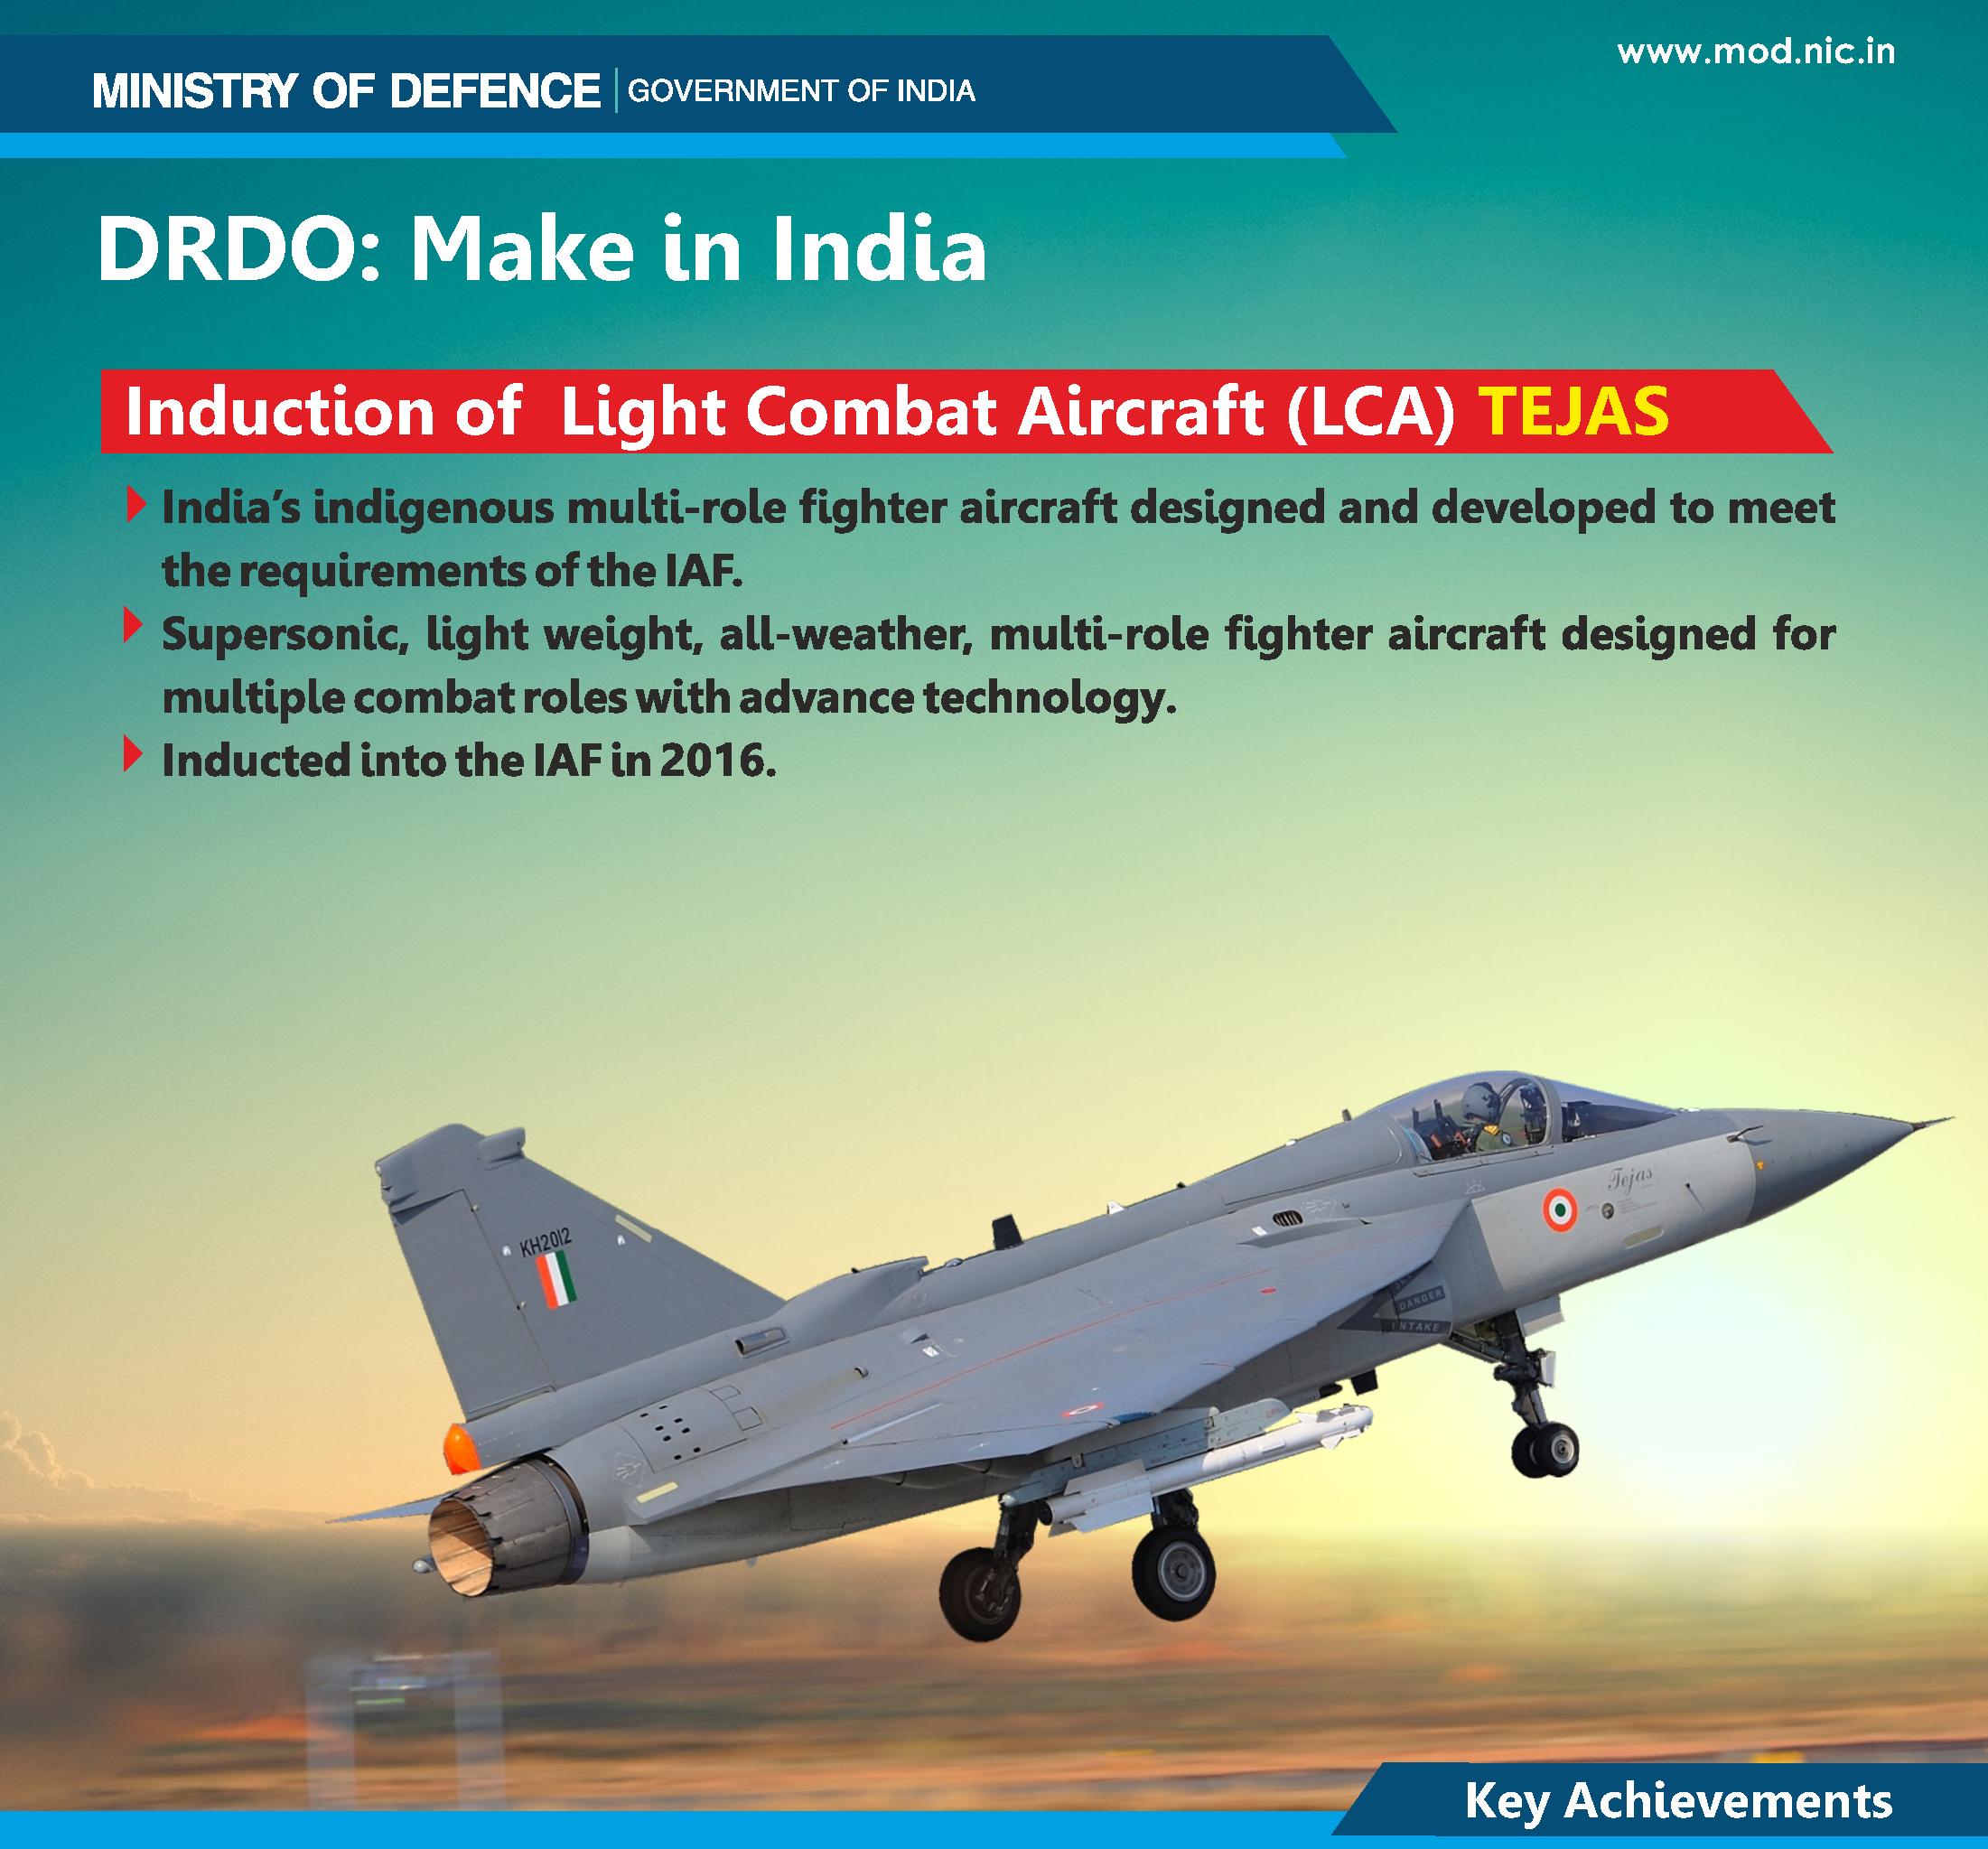 www.mod.nic.in
MINISTRY OF DEFENCE | GOVERNMENT OF INDIA
DRDO: Make in India
Induction of Light Combat Aircraft (LCA) TEJAS
India’s indigenous multi-role fighter aircraft designed and developed to meet
the requirements of the IAF.
Supersonic, light weight, all-weather, multi-role fighter aircraft designed for
multiple combat roles with advance technology.
Inducted into the IAF in 2016.
Tejas
KH2012
DANGER
INTAKE
Key Achievements